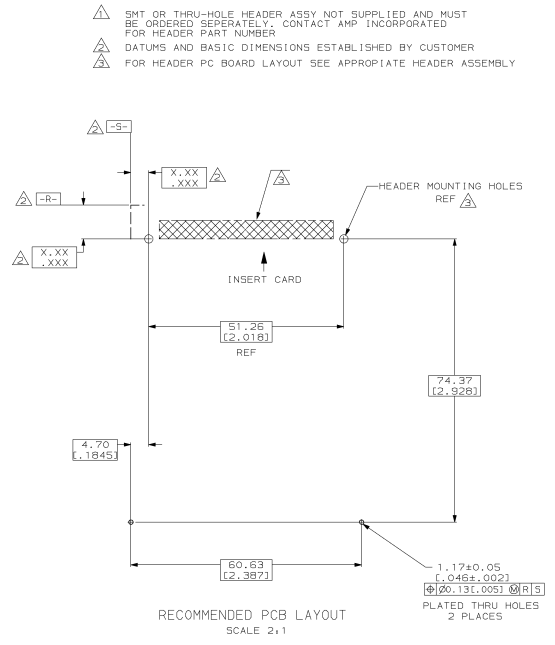 1 SMT OR THRU-HOLE HEADER ASSY NOT SUPPLIED AND MUST
BE ORDERED SEPERATELY. CONTACT AMP INCORPORATED
FOR HEADER PART NUMBER
2 DATUMS AND BASIC DIMENSIONS ESTABLISHED BY CUSTOMER
3 FOR HEADER PC BOARD LAYOUT SEE APPROPIATE HEADER ASSEMBLY
2 -S-
X.XX
.XXX
2
3
2 -R-
HEADER MOUNTING HOLES
REF 3
X.XX
.XXX
2
INSERT CARD
51.26
[2.018]
REF
74.37
[2.928]
4.70
[.1845]
60.63
[2.387]
1.17±0.05
[.046±.002]
⌖ Ø0.13[.005] Ⓜ R S
PLATED THRU HOLES
2 PLACES
RECOMMENDED PCB LAYOUT
SCALE 2:1